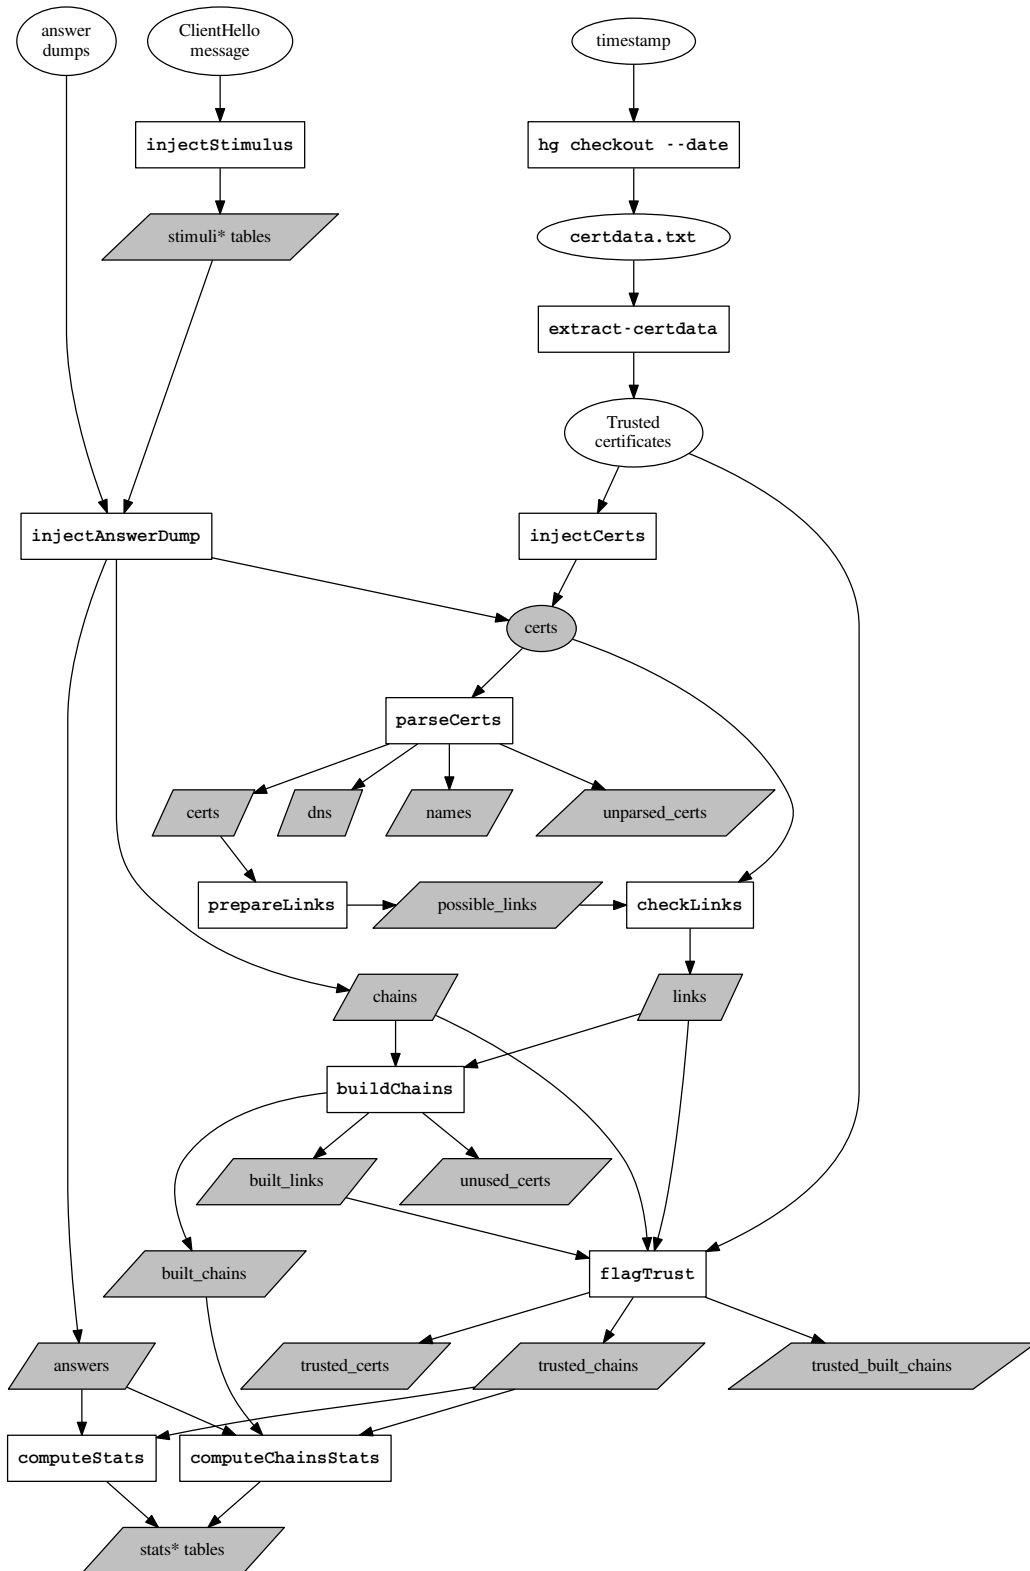 answer
dumps
ClientHello
message
timestamp
injectStimulus
hg checkout --date
stimuli* tables
certdata.txt
extract-certdata
Trusted
certificates
injectAnswerDump
injectCerts
certs
parseCerts
certs
dns
names
unparsed_certs
prepareLinks
possible_links
checkLinks
chains
links
buildChains
built_links
unused_certs
built_chains
flagTrust
answers
trusted_certs
trusted_chains
trusted_built_chains
computeStats
computeChainsStats
stats* tables